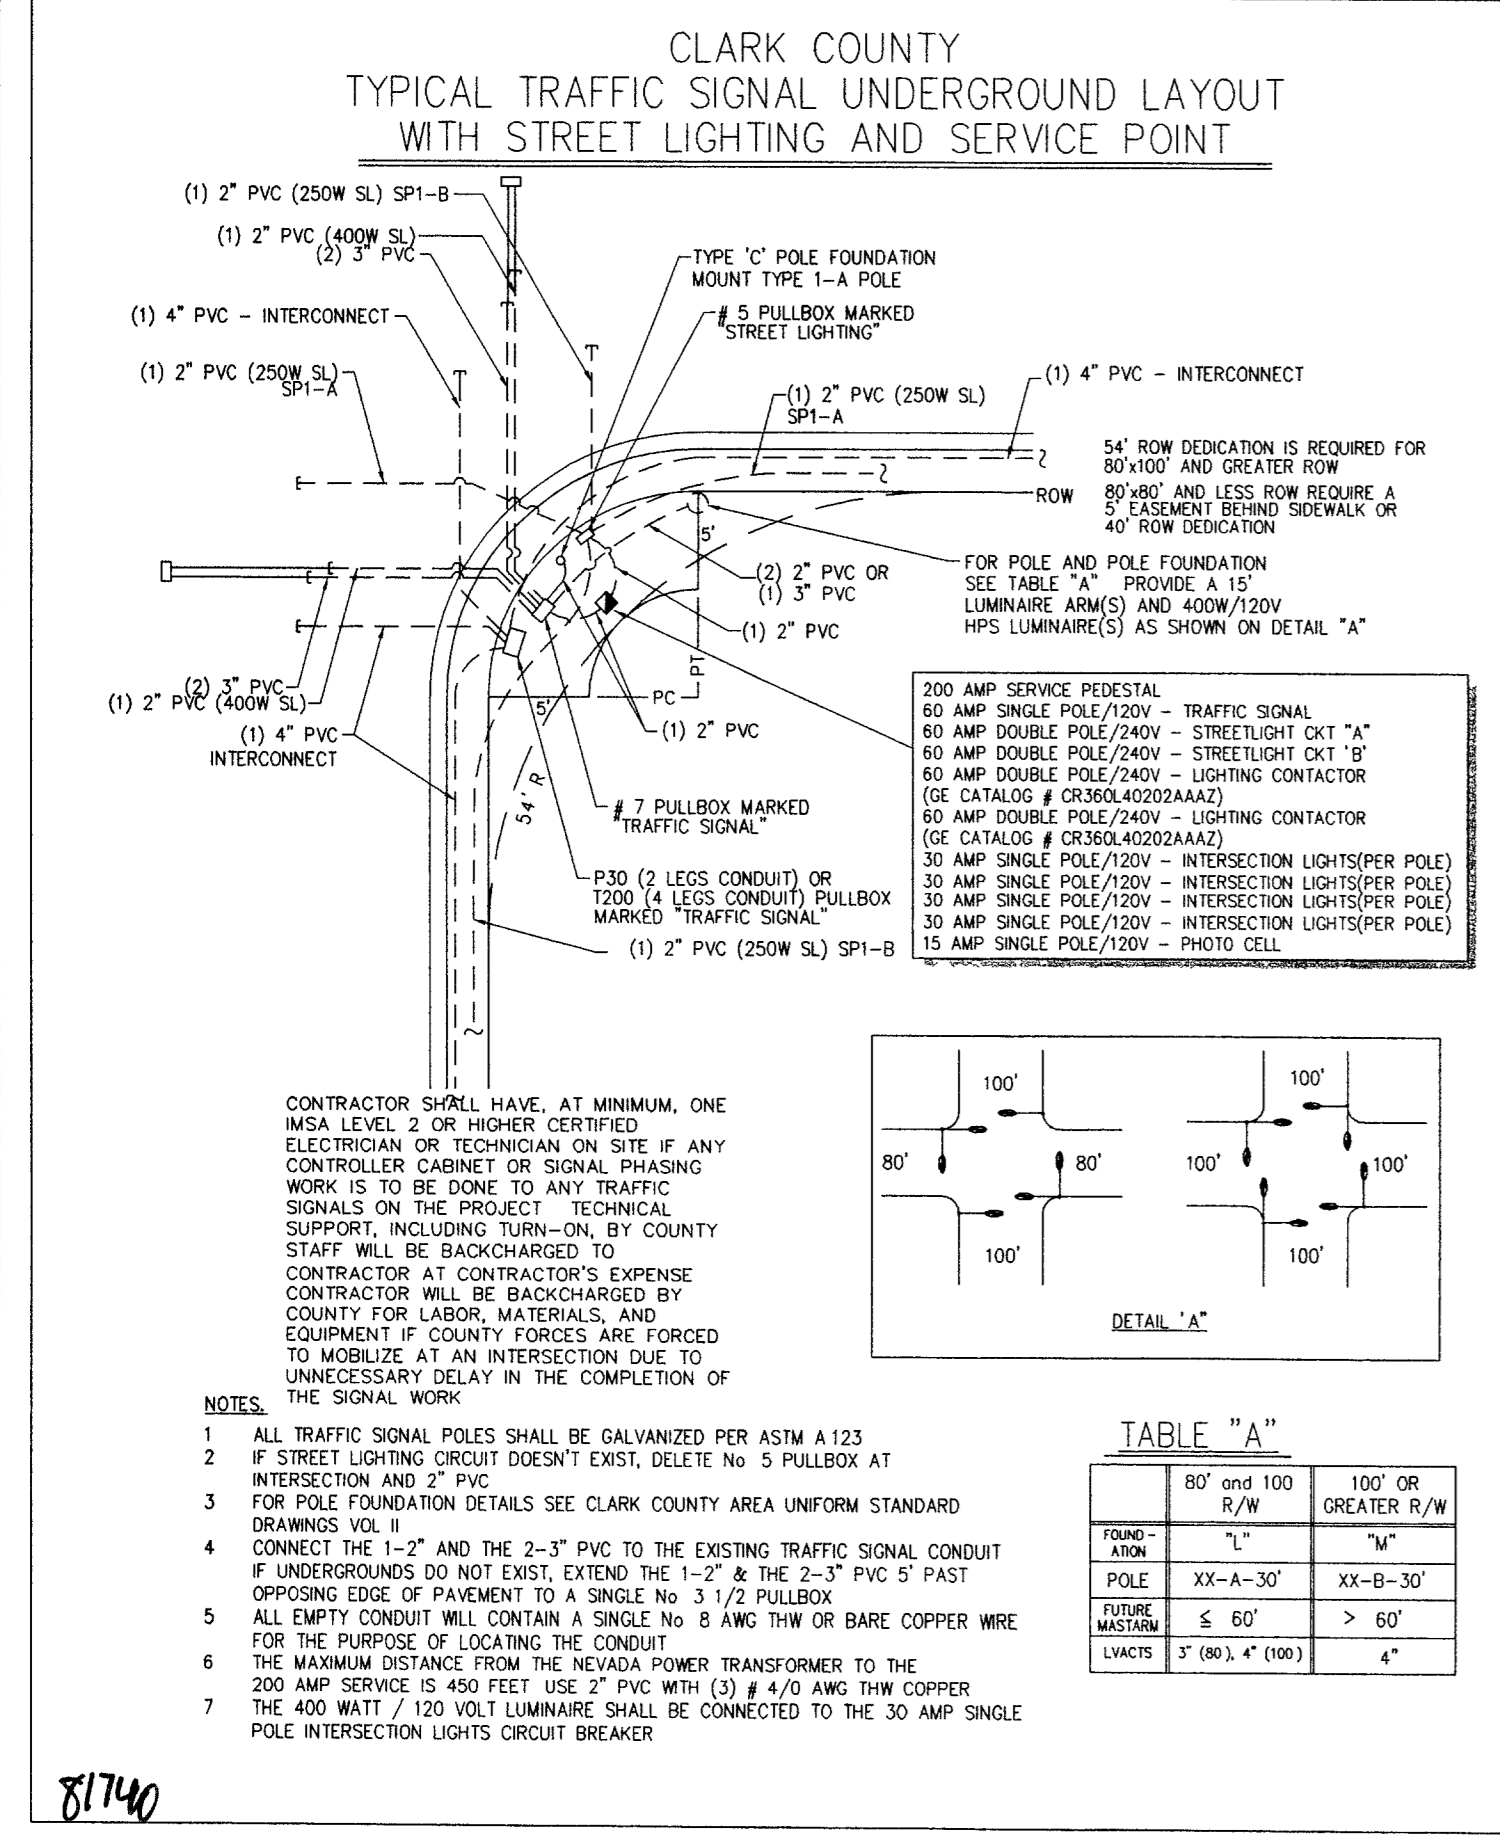 CLARK COUNTY
TYPICAL TRAFFIC SIGNAL UNDERGROUND LAYOUT
WITH STREET LIGHTING AND SERVICE POINT
(1) 2" PVC (250W SL) SP1-B
(1) 2" PVC (400W SL)
(2) 3" PVC
(1) 4" PVC - INTERCONNECT
(1) 2" PVC (250W SL)
SP1-A
TYPE 'C' POLE FOUNDATION
MOUNT TYPE 1-A POLE
# 5 PULLBOX MARKED
"STREET LIGHTING"
(1) 2" PVC (250W SL)
SP1-A
(1) 4" PVC - INTERCONNECT
54' ROW DEDICATION IS REQUIRED FOR
80'x100' AND GREATER ROW
ROW
80'x80' AND LESS ROW REQUIRE A
5' EASEMENT BEHIND SIDEWALK OR
40' ROW DEDICATION
5'
(2) 2" PVC OR
(1) 3" PVC
FOR POLE AND POLE FOUNDATION
SEE TABLE "A" PROVIDE A 15'
LUMINAIRE ARM(S) AND 400W/120V
HPS LUMINAIRE(S) AS SHOWN ON DETAIL "A"
(1) 2" PVC
PT
PC
5'
(2) 3" PVC
(1) 2" PVC (400W SL)
(1) 4" PVC
INTERCONNECT
(1) 2" PVC
54' R
# 7 PULLBOX MARKED
"TRAFFIC SIGNAL"
P30 (2 LEGS CONDUIT) OR
T200 (4 LEGS CONDUIT) PULLBOX
MARKED "TRAFFIC SIGNAL"
(1) 2" PVC (250W SL) SP1-B
200 AMP SERVICE PEDESTAL
60 AMP SINGLE POLE/120V - TRAFFIC SIGNAL
60 AMP DOUBLE POLE/240V - STREETLIGHT CKT "A"
60 AMP DOUBLE POLE/240V - STREETLIGHT CKT 'B'
60 AMP DOUBLE POLE/240V - LIGHTING CONTACTOR
(GE CATALOG # CR360L40202AAAZ)
60 AMP DOUBLE POLE/240V - LIGHTING CONTACTOR
(GE CATALOG # CR360L40202AAAZ)
30 AMP SINGLE POLE/120V - INTERSECTION LIGHTS(PER POLE)
30 AMP SINGLE POLE/120V - INTERSECTION LIGHTS(PER POLE)
30 AMP SINGLE POLE/120V - INTERSECTION LIGHTS(PER POLE)
30 AMP SINGLE POLE/120V - INTERSECTION LIGHTS(PER POLE)
15 AMP SINGLE POLE/120V - PHOTO CELL
100'
80'
80'
100'
100'
100'
100'
100'
DETAIL 'A"
CONTRACTOR SHALL HAVE, AT MINIMUM, ONE
IMSA LEVEL 2 OR HIGHER CERTIFIED
ELECTRICIAN OR TECHNICIAN ON SITE IF ANY
CONTROLLER CABINET OR SIGNAL PHASING
WORK IS TO BE DONE TO ANY TRAFFIC
SIGNALS ON THE PROJECT TECHNICAL
SUPPORT, INCLUDING TURN-ON, BY COUNTY
STAFF WILL BE BACKCHARGED TO
CONTRACTOR AT CONTRACTOR'S EXPENSE
CONTRACTOR WILL BE BACKCHARGED BY
COUNTY FOR LABOR, MATERIALS, AND
EQUIPMENT IF COUNTY FORCES ARE FORCED
TO MOBILIZE AT AN INTERSECTION DUE TO
UNNECESSARY DELAY IN THE COMPLETION OF
THE SIGNAL WORK
NOTES.
1 ALL TRAFFIC SIGNAL POLES SHALL BE GALVANIZED PER ASTM A 123
2 IF STREET LIGHTING CIRCUIT DOESN'T EXIST, DELETE No 5 PULLBOX AT
INTERSECTION AND 2" PVC
3 FOR POLE FOUNDATION DETAILS SEE CLARK COUNTY AREA UNIFORM STANDARD
DRAWINGS VOL II
4 CONNECT THE 1-2" AND THE 2-3" PVC TO THE EXISTING TRAFFIC SIGNAL CONDUIT
IF UNDERGROUNDS DO NOT EXIST, EXTEND THE 1-2" & THE 2-3" PVC 5' PAST
OPPOSING EDGE OF PAVEMENT TO A SINGLE No 3 1/2 PULLBOX
5 ALL EMPTY CONDUIT WILL CONTAIN A SINGLE No 8 AWG THW OR BARE COPPER WIRE
FOR THE PURPOSE OF LOCATING THE CONDUIT
6 THE MAXIMUM DISTANCE FROM THE NEVADA POWER TRANSFORMER TO THE
200 AMP SERVICE IS 450 FEET USE 2" PVC WITH (3) # 4/0 AWG THW COPPER
7 THE 400 WATT / 120 VOLT LUMINAIRE SHALL BE CONNECTED TO THE 30 AMP SINGLE
POLE INTERSECTION LIGHTS CIRCUIT BREAKER
TABLE "A"
80' and 100 R/W
100' OR GREATER R/W
FOUND-ATION "L" "M"
POLE XX-A-30' XX-B-30'
FUTURE MASTARM ≤ 60' > 60'
LVACTS 3" (80), 4" (100) 4"
81740